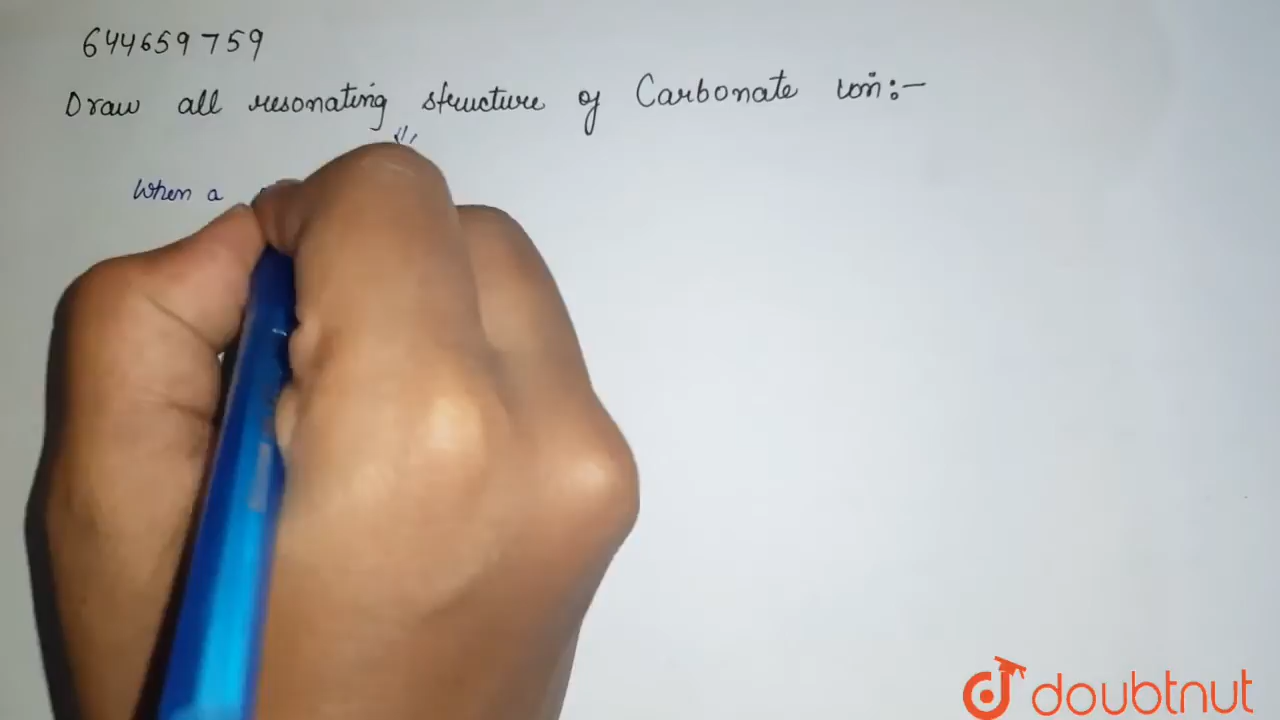 644659759
Draw all resonating structure of Carbonate ion:-
When a
doubtnut